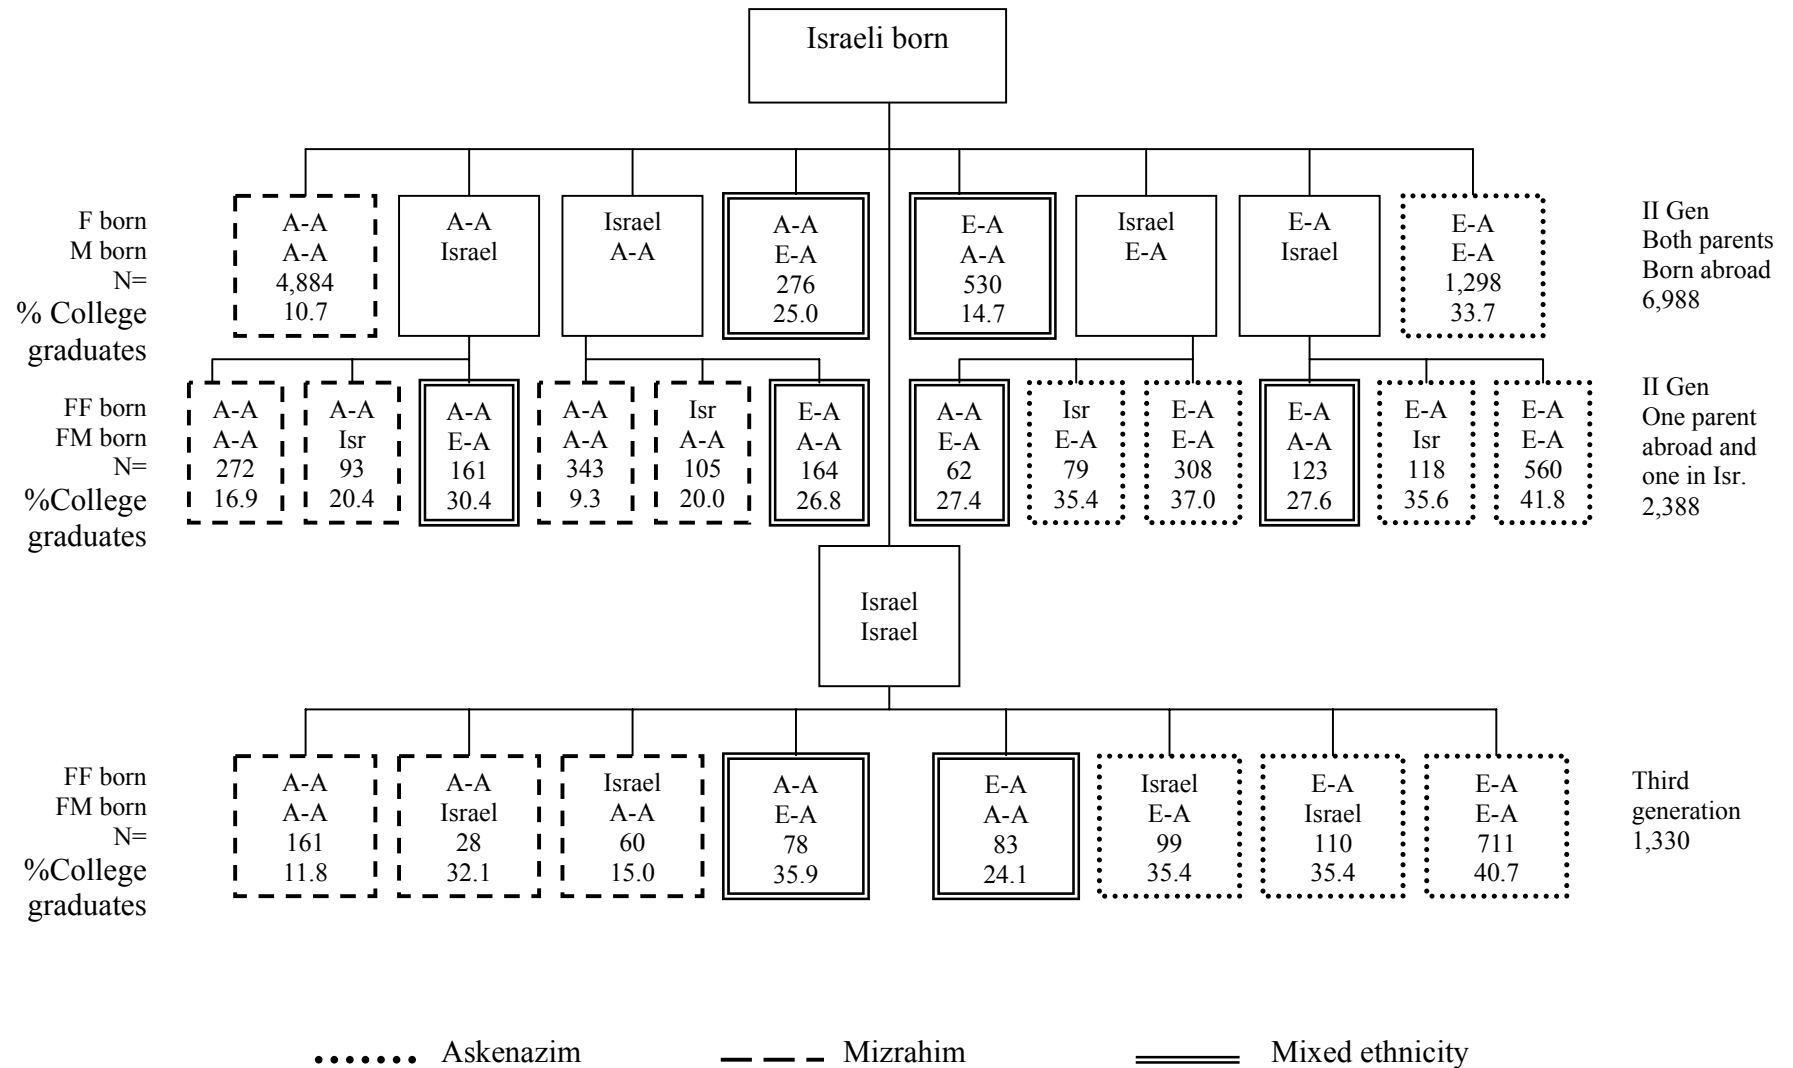 Israeli born
F born
M born
N=
% College
graduates
A-A
A-A
4,884
10.7
A-A
Israel
Israel
A-A
A-A
E-A
276
25.0
E-A
A-A
530
14.7
Israel
E-A
E-A
Israel
E-A
E-A
1,298
33.7
II Gen
Both parents
Born abroad
6,988
FF born
FM born
N=
%College
graduates
A-A
A-A
272
16.9
A-A
Isr
93
20.4
A-A
E-A
161
30.4
A-A
A-A
343
9.3
Isr
A-A
105
20.0
E-A
A-A
164
26.8
A-A
E-A
62
27.4
Isr
E-A
79
35.4
E-A
E-A
308
37.0
E-A
A-A
123
27.6
E-A
Isr
118
35.6
E-A
E-A
560
41.8
II Gen
One parent
abroad and
one in Isr.
2,388
Israel
Israel
FF born
FM born
N=
%College
graduates
A-A
A-A
161
11.8
A-A
Israel
28
32.1
Israel
A-A
60
15.0
A-A
E-A
78
35.9
E-A
A-A
83
24.1
Israel
E-A
99
35.4
E-A
Israel
110
35.4
E-A
E-A
711
40.7
Third
generation
1,330
Askenazim
Mizrahim
Mixed ethnicity